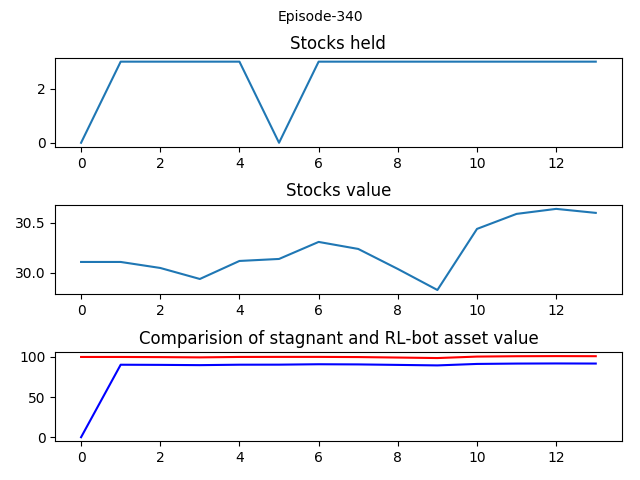 Episode-340
Stocks held
2
0
0 2 4 6 8 10 12
Stocks value
30.5
30.0
0 2 4 6 8 10 12
Comparision of stagnant and RL-bot asset value
100
50
0
0 2 4 6 8 10 12